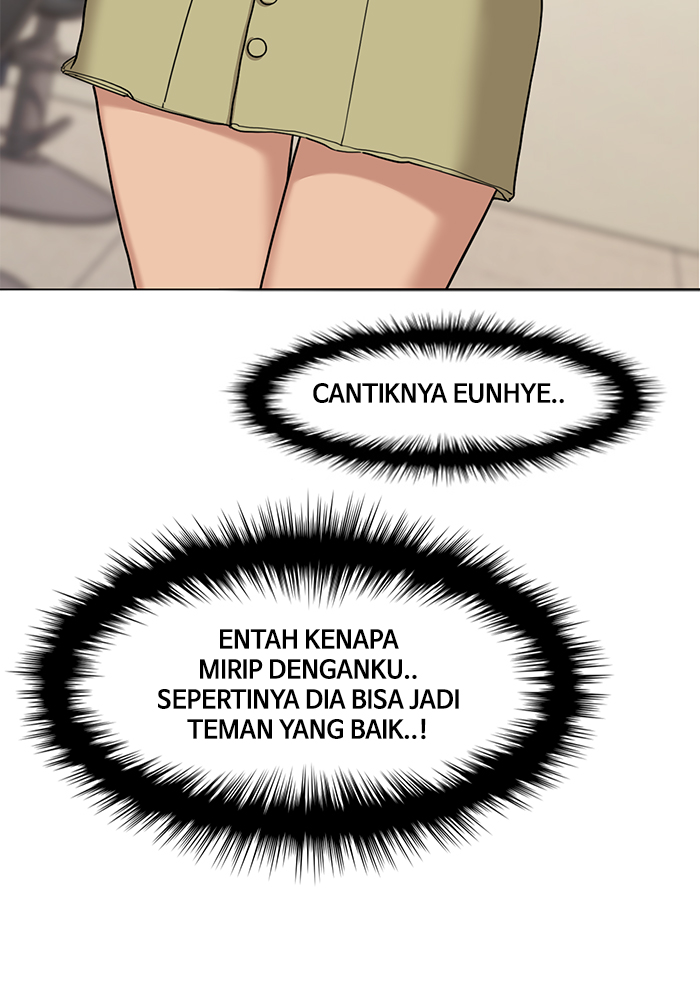 CANTIKNYA EUNHYE..
ENTAH KENAPA
MIRIP DENGANKU..
SEPERTINYA DIA BISA JADI
TEMAN YANG BAIK..!